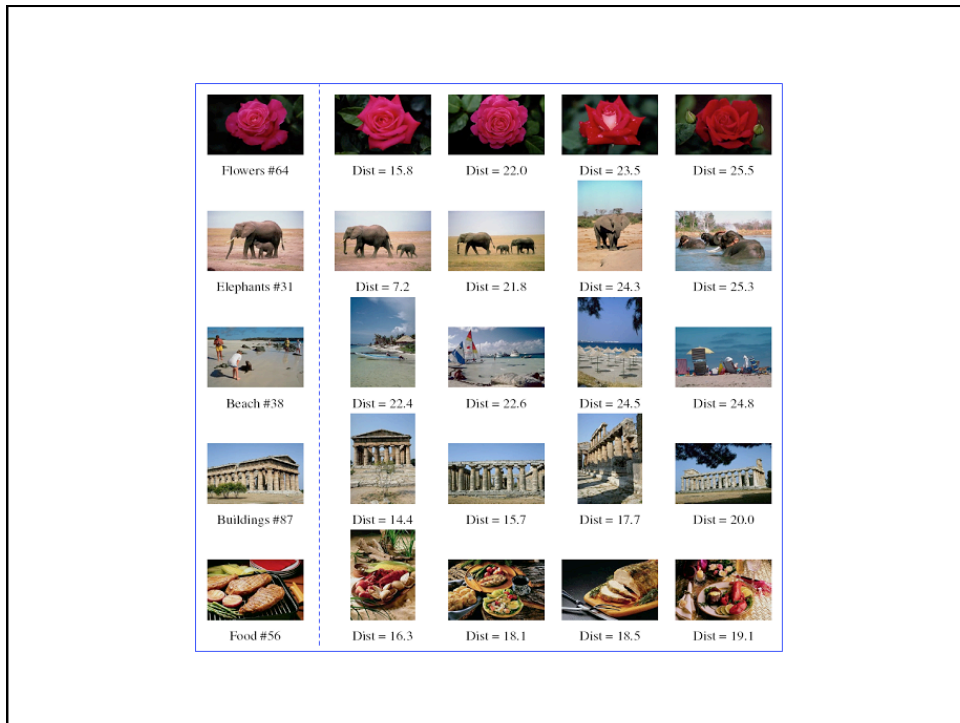 Flowers #64 Dist = 15.8 Dist = 22.0 Dist = 23.5 Dist = 25.5
Elephants #31 Dist = 7.2 Dist = 21.8 Dist = 24.3 Dist = 25.3
Beach #38 Dist = 22.4 Dist = 22.6 Dist = 24.5 Dist = 24.8
Buildings #87 Dist = 14.4 Dist = 15.7 Dist = 17.7 Dist = 20.0
Food #56 Dist = 16.3 Dist = 18.1 Dist = 18.5 Dist = 19.1